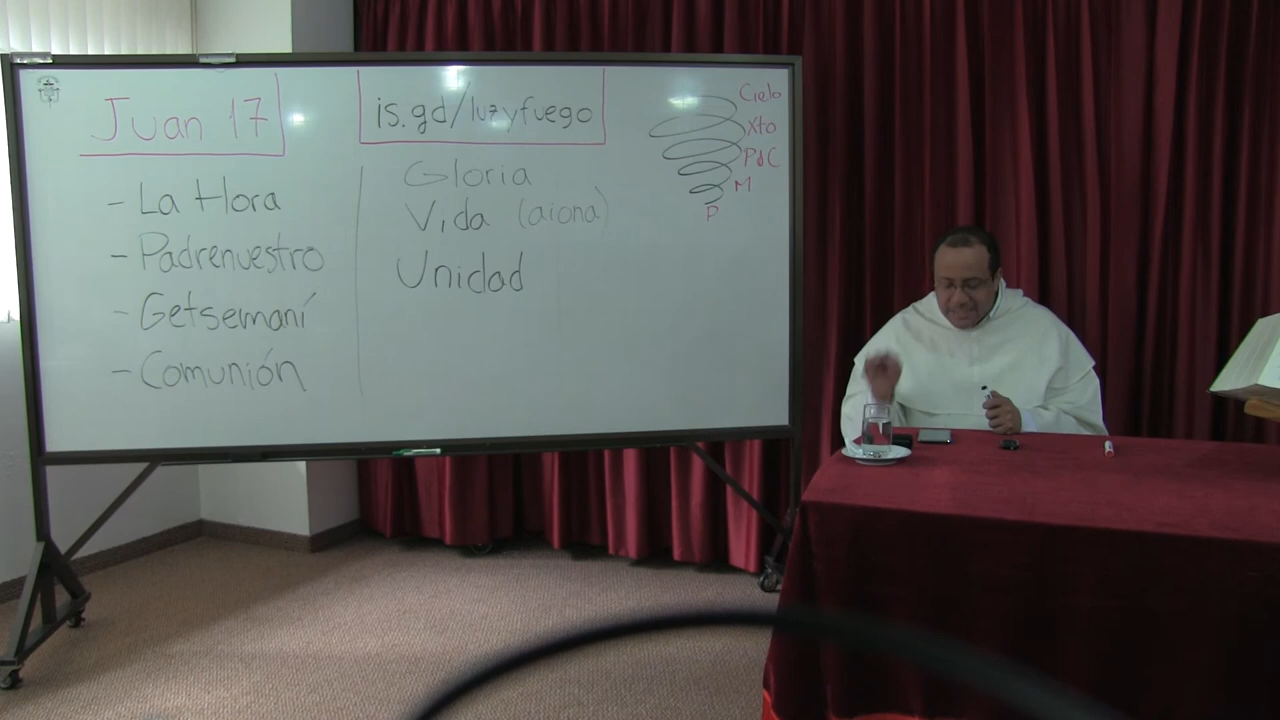 Juan 17
- La Hora
- Padrenuestro
- Getsemaní
- Comunión
is.gd/luzyfuego
Gloria
Vida (aiona)
Unidad
Cielo
Xto
PdC
M
P